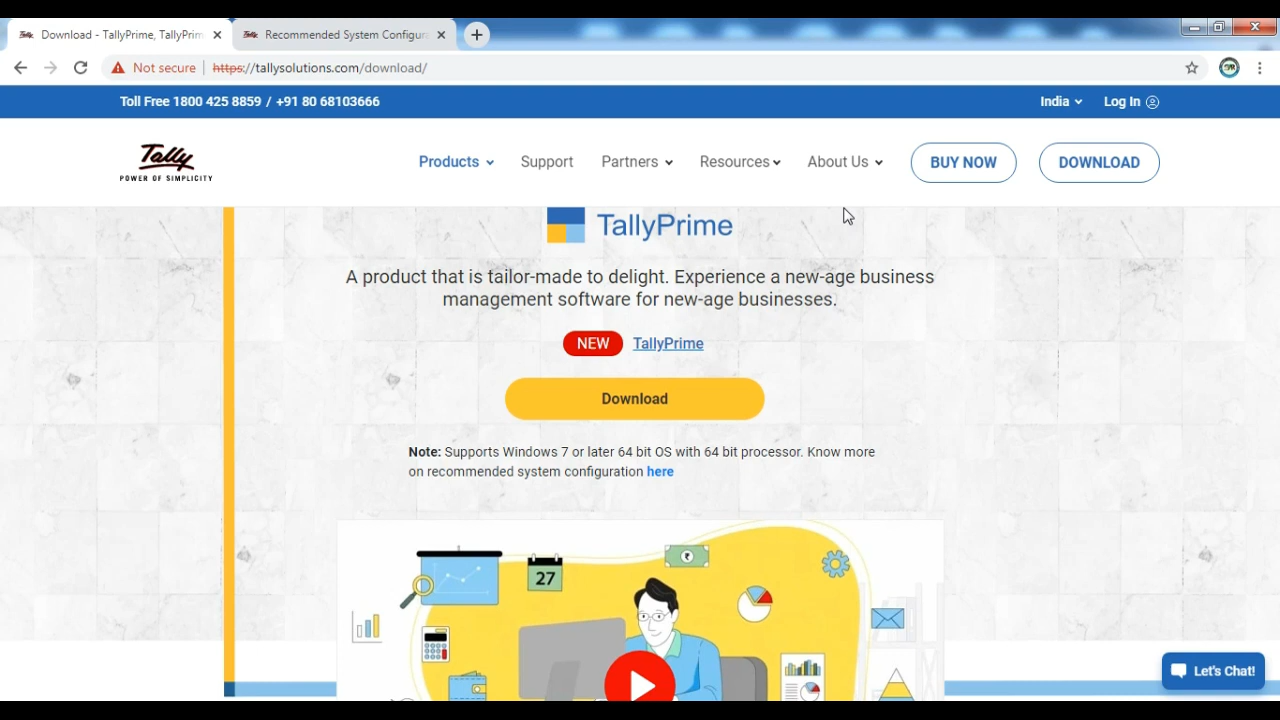 Download - TallyPrime, TallyPrim
Recommended System Configura
Not secure
https://tallysolutions.com/download/
Toll Free 1800 425 8859 / +91 80 68103666
India
Log In
Tally
POWER OF SIMPLICITY
Products
Support
Partners
Resources
About Us
BUY NOW
DOWNLOAD
TallyPrime
A product that is tailor-made to delight. Experience a new-age business
management software for new-age businesses.
NEW TallyPrime
Download
Note: Supports Windows 7 or later 64 bit OS with 64 bit processor. Know more
on recommended system configuration here
27
₹
Let's Chat!